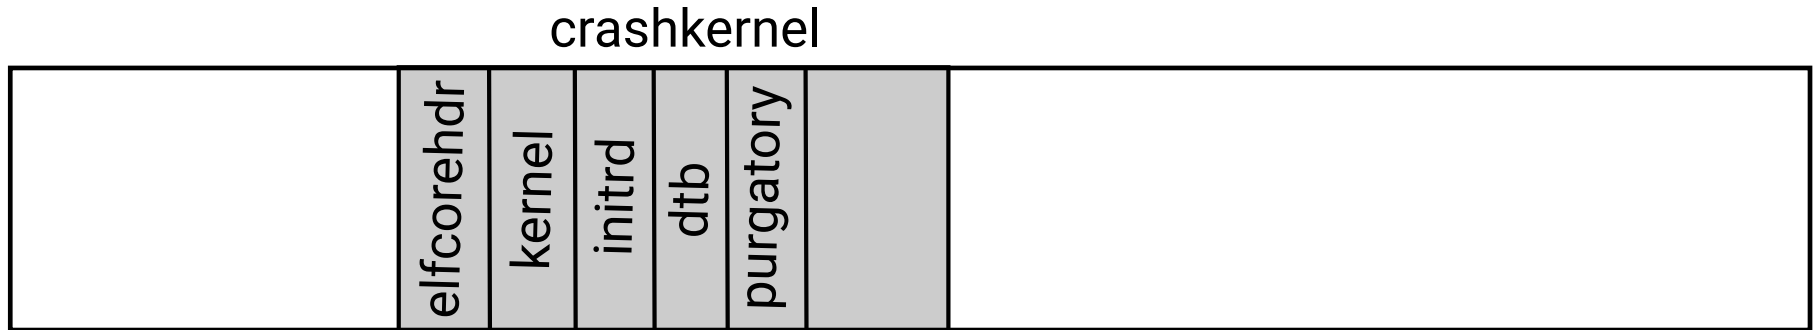 crashkernel
elfcorehdr
kernel
initrd
dtb
purgatory